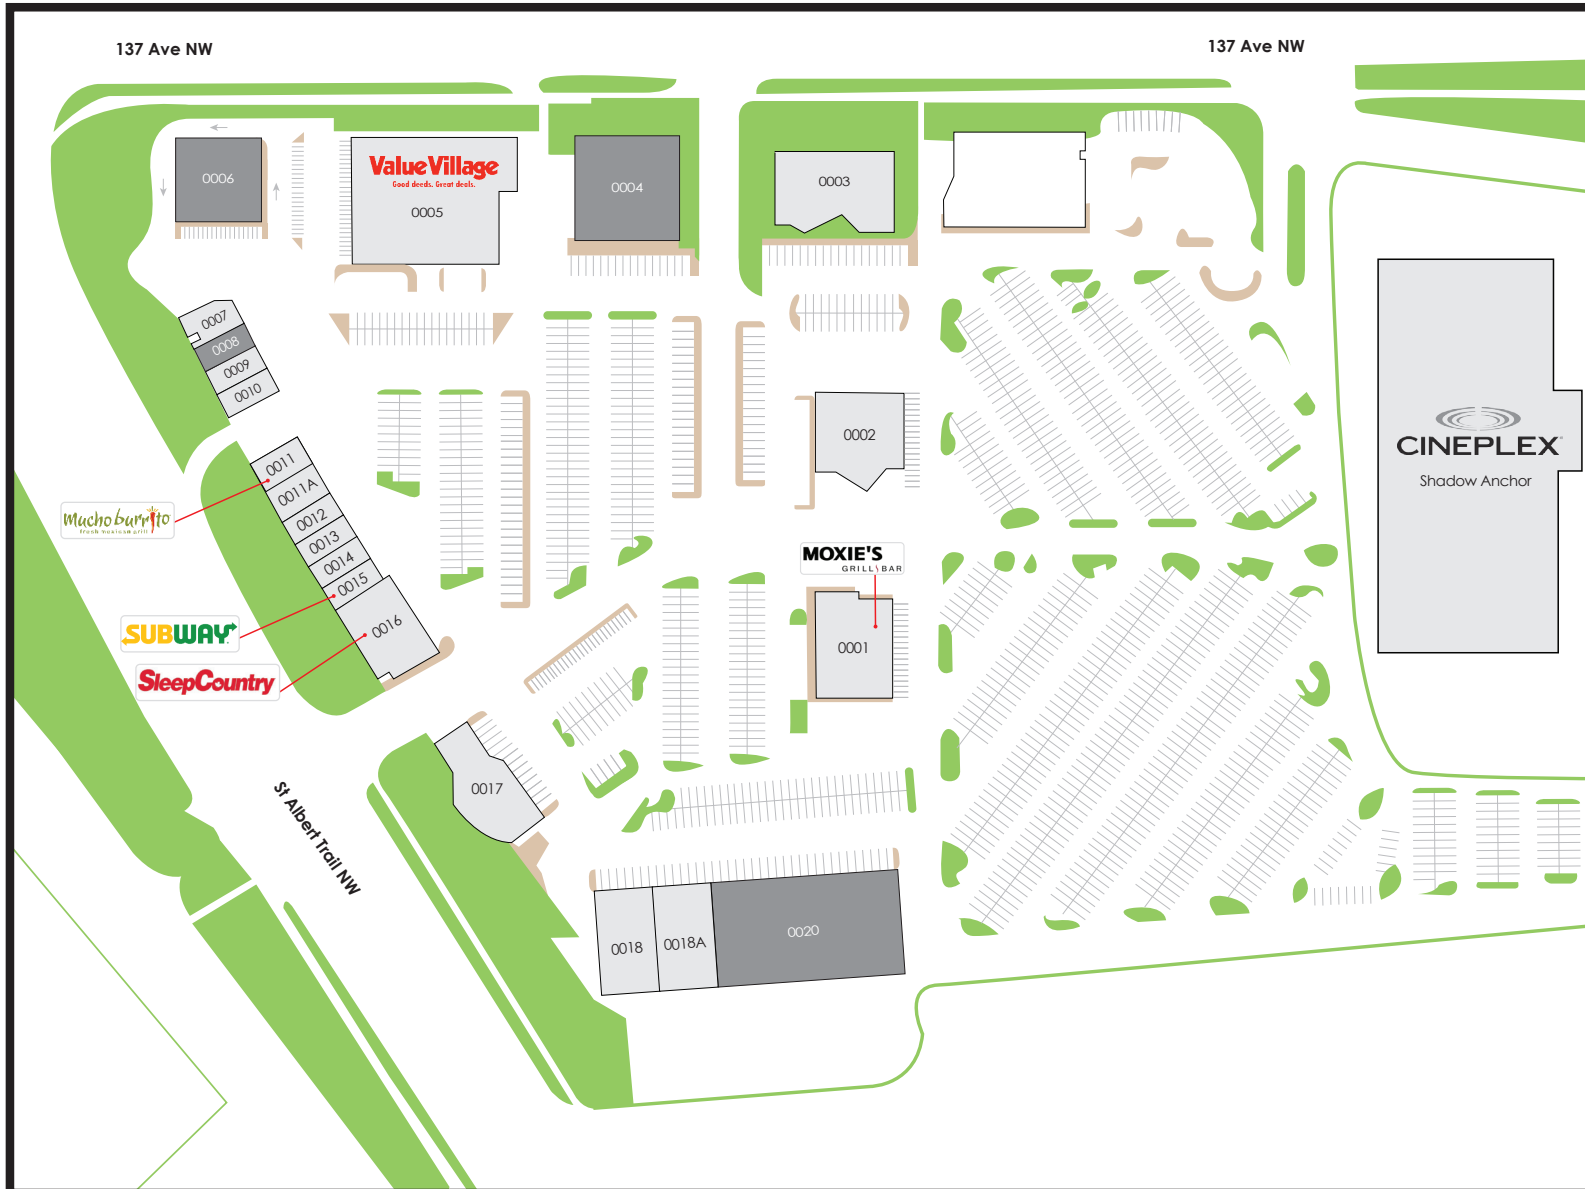 137 Ave NW
137 Ave NW
0006
Value Village
Good deeds. Great deals.
0005
0004
0003
0007
0008
0009
0010
0002
CINEPLEX
Shadow Anchor
0011
0011A
0012
0013
0014
0015
0016
Mucho burrito
fresh mexican grill
SUBWAY
SleepCountry
MOXIE'S
GRILL BAR
0001
0017
St Albert Trail NW
0018
0018A
0020